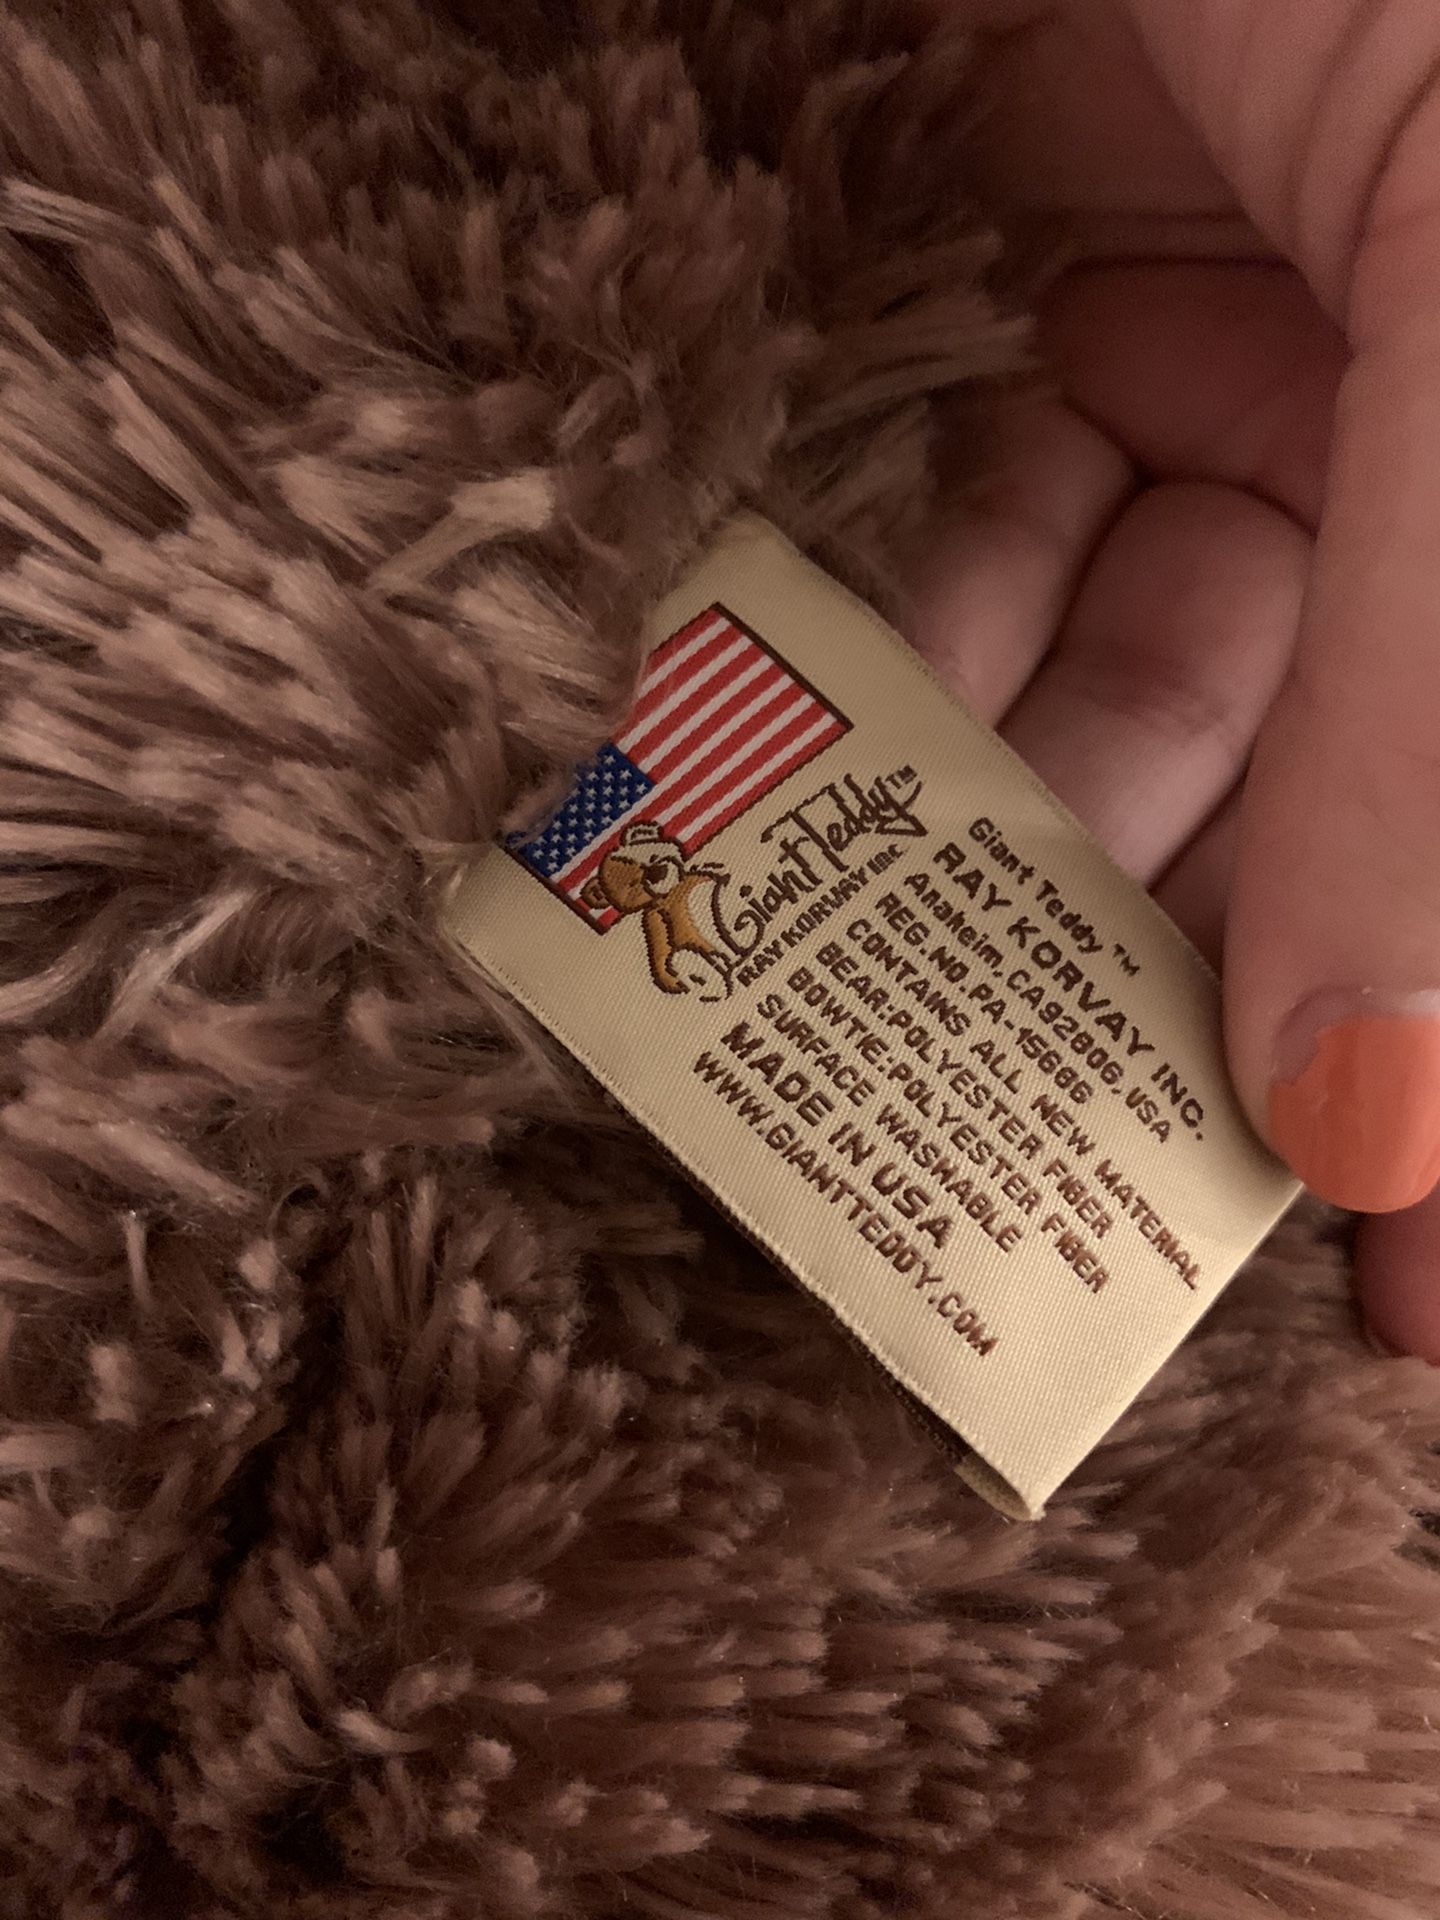 Giant Teddy™
RAY KORVAY INC
Giant Teddy™
RAY KORVAY INC.
Anaheim, CA92806, USA
REG.NO.PA-15686
CONTAINS ALL NEW MATERIAL
BEAR:POLYESTER FIBER
BOWTIE:POLYESTER FIBER
SURFACE WASHABLE
MADE IN USA
WWW.GIANTTEDDY.COM